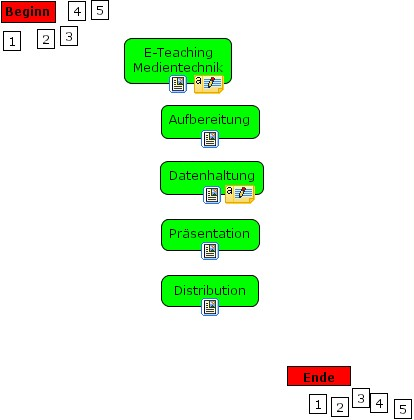 Beginn
4
5
1
2
3
E-Teaching
Medientechnik
a
Aufbereitung
Datenhaltung
a
Präsentation
Distribution
Ende
1
2
3
4
5